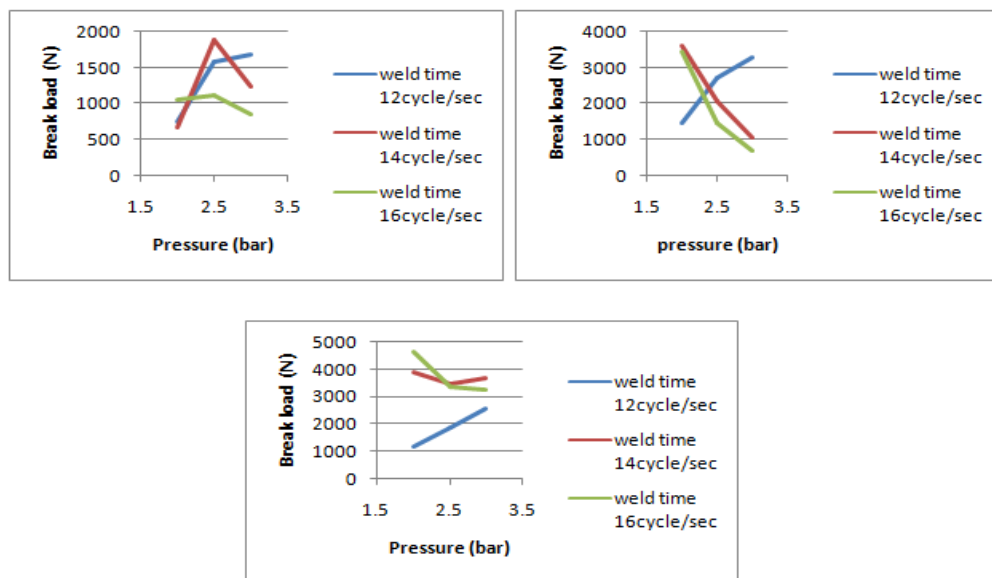 Break load (N)
2000
1500
1000
500
0
1.5 2.5 3.5
Pressure (bar)
weld time
12cycle/sec
weld time
14cycle/sec
weld time
16cycle/sec
Break load (N)
4000
3000
2000
1000
0
1.5 2.5 3.5
pressure (bar)
weld time
12cycle/sec
weld time
14cycle/sec
weld time
16cycle/sec
Break load (N)
5000
4000
3000
2000
1000
0
1.5 2.5 3.5
Pressure (bar)
weld time
12cycle/sec
weld time
14cycle/sec
weld time
16cycle/sec